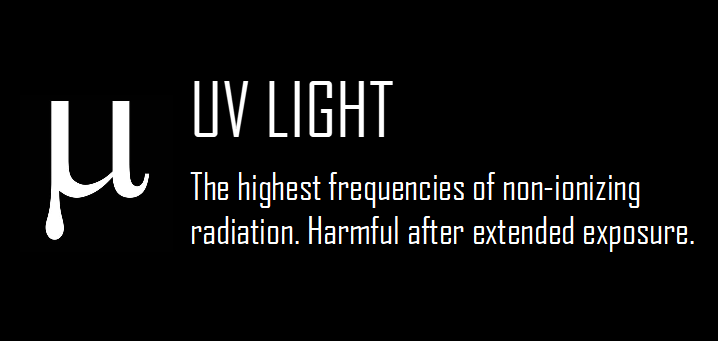 μ
UV LIGHT
The highest frequencies of non-ionizing
radiation. Harmful after extended exposure.